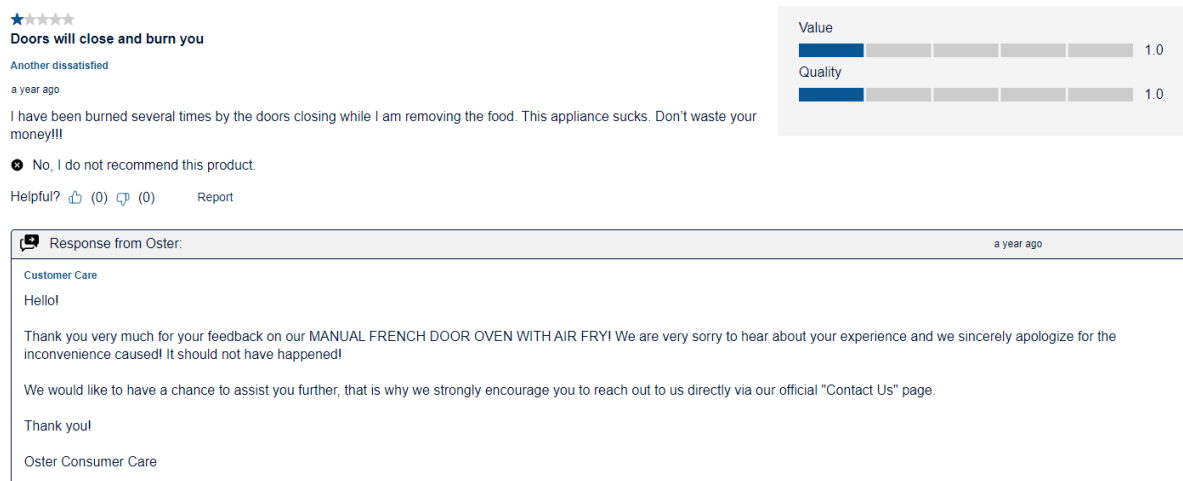 Doors will close and burn you
Value
1.0
Another dissatisfied
Quality
a year ago
1.0
I have been burned several times by the doors closing while I am removing the food. This appliance sucks. Don't waste your
money!!!
No, I do not recommend this product.
Helpful? (0) (0) Report
Response from Oster: a year ago
Customer Care
Hello!
Thank you very much for your feedback on our MANUAL FRENCH DOOR OVEN WITH AIR FRY! We are very sorry to hear about your experience and we sincerely apologize for the
inconvenience caused! It should not have happened!
We would like to have a chance to assist you further, that is why we strongly encourage you to reach out to us directly via our official "Contact Us" page.
Thank you!
Oster Consumer Care